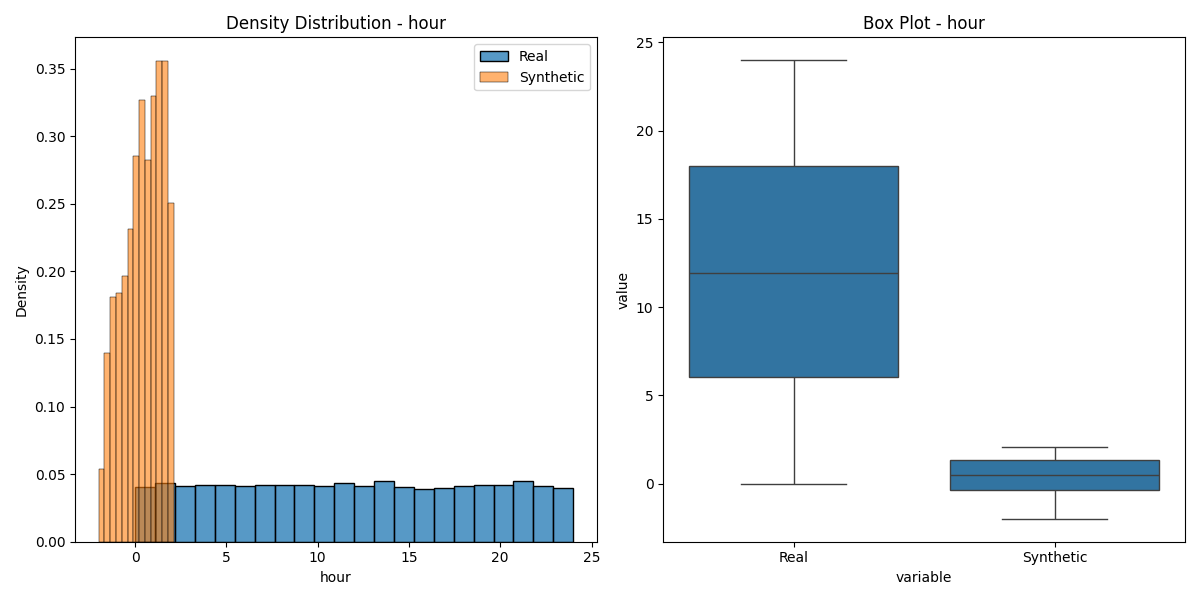 Density Distribution - hour
Real
Synthetic
0.35
0.30
0.25
0.20
0.15
0.10
0.05
0.00
Density
0 5 10 15 20 25
hour
Box Plot - hour
25
20
15
10
5
0
value
Real Synthetic
variable